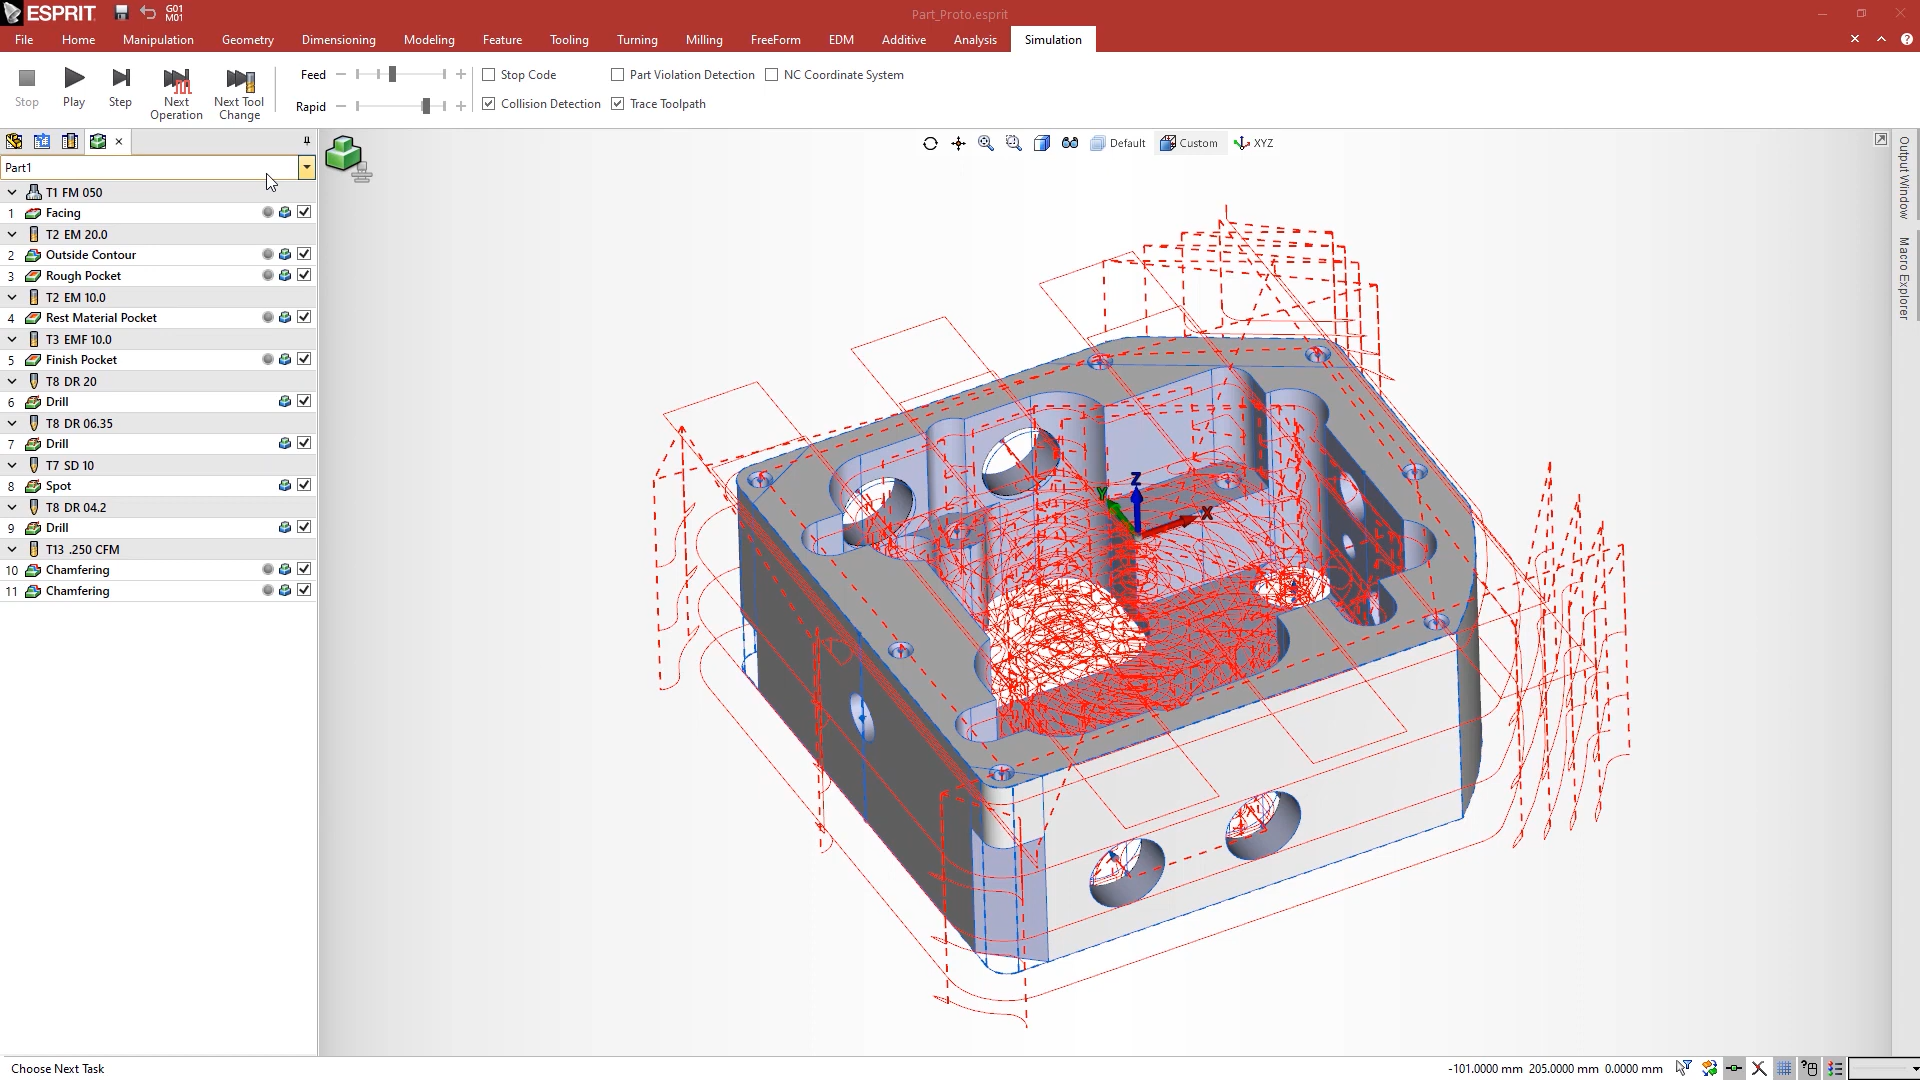 ESPRIT G01 M01 Part_Proto.esprit
File Home Manipulation Geometry Dimensioning Modeling Feature Tooling Turning Milling FreeForm EDM Additive Analysis Simulation
Feed Stop Code Part Violation Detection NC Coordinate System
Stop Play Step Next Operation Next Tool Change
Rapid Collision Detection Trace Toolpath
Default Custom XYZ
Part1
T1 FM 050
1 Facing
T2 EM 20.0
2 Outside Contour
3 Rough Pocket
T2 EM 10.0
4 Rest Material Pocket
T3 EMF 10.0
5 Finish Pocket
T8 DR 20
6 Drill
T8 DR 06.35
7 Drill
T7 SD 10
8 Spot
T8 DR 04.2
9 Drill
T13 .250 CFM
10 Chamfering
11 Chamfering
Z
Y
X
Output Window
Macro Explorer
Choose Next Task
-101.0000 mm 205.0000 mm 0.0000 mm